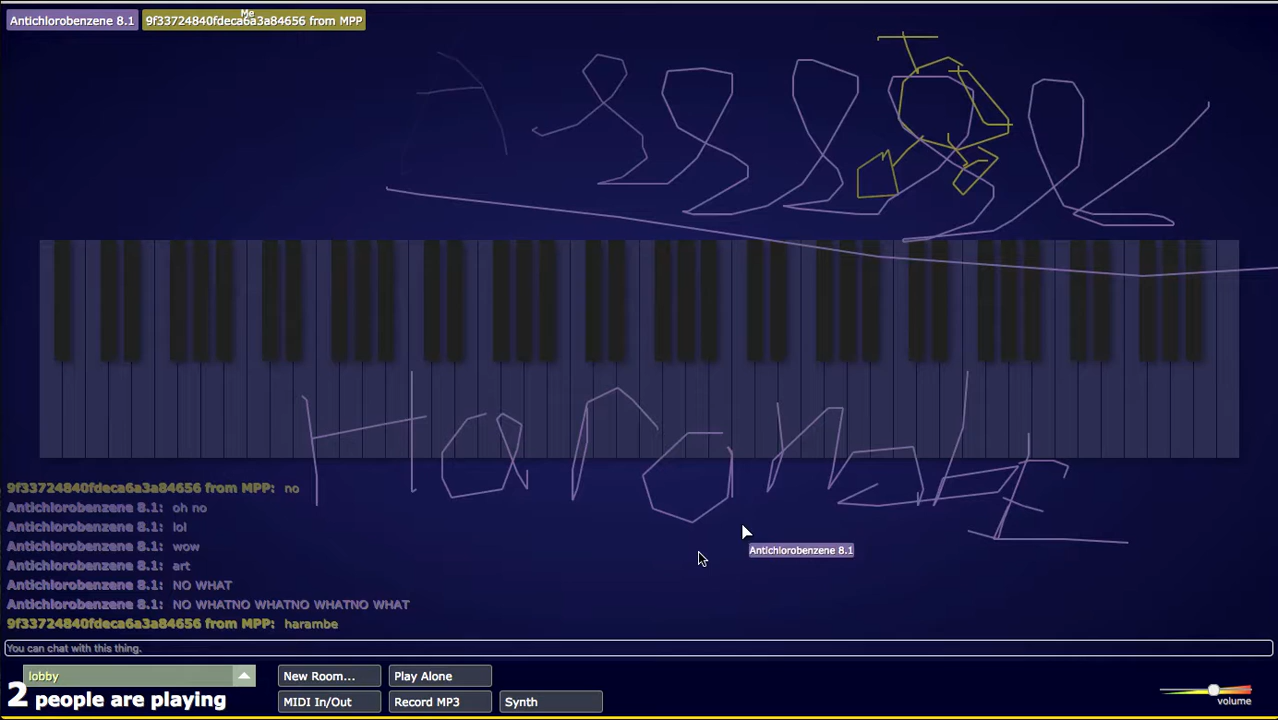 Antichlorobenzene 8.1 9f33724840fdeca6a3a84656 from MPP
Me
Harambe
9f33724840fdeca6a3a84656 from MPP: no
Antichlorobenzene 8.1: oh no
Antichlorobenzene 8.1: lol
Antichlorobenzene 8.1: wow
Antichlorobenzene 8.1
Antichlorobenzene 8.1: art
Antichlorobenzene 8.1: NO WHAT
Antichlorobenzene 8.1: NO WHATNO WHATNO WHATNO WHAT
9f33724840fdeca6a3a84656 from MPP: harambe
You can chat with this thing.
lobby New Room... Play Alone
2 people are playing MIDI In/Out Record MP3 Synth volume